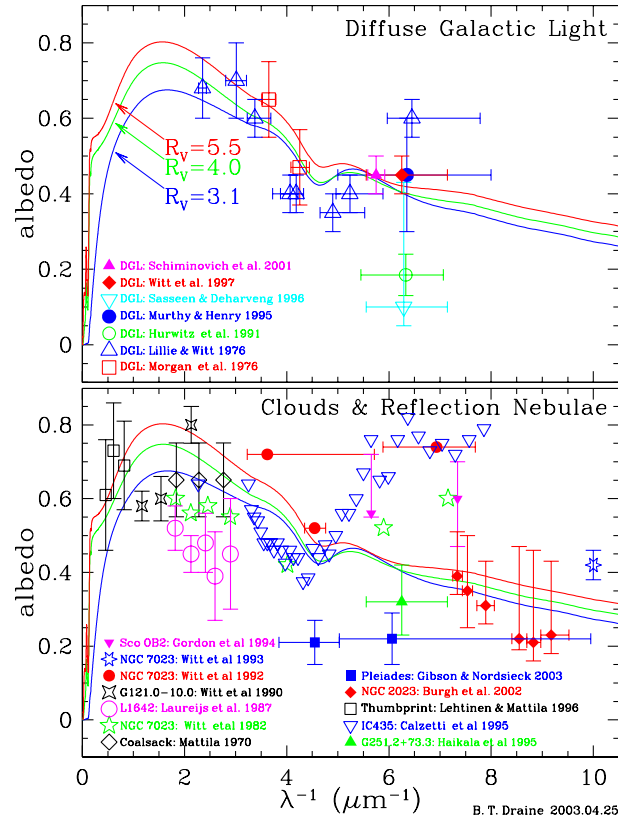 Diffuse Galactic Light
0.8
0.6
0.4
0.2
0
albedo
Rv=5.5
Rv=4.0
Rv=3.1
DGL: Schiminovich et al. 2001
DGL: Witt et al. 1997
DGL: Sasseen & Deharveng 1996
DGL: Murthy & Henry 1995
DGL: Hurwitz et al. 1991
DGL: Lillie & Witt 1976
DGL: Morgan et al. 1976
Clouds & Reflection Nebulae
0.8
0.6
0.4
0.2
0
albedo
Sco OB2: Gordon et al 1994
NGC 7023: Witt et al 1993
NGC 7023: Witt et al 1992
G121.0-10.0: Witt et al 1990
L1642: Laureijs et al. 1987
NGC 7023: Witt etal 1982
Coalsack: Mattila 1970
Pleiades: Gibson & Nordsieck 2003
NGC 2023: Burgh et al. 2002
Thumbprint: Lehtinen & Mattila 1996
IC435: Calzetti et al 1995
G251.2+73.3: Haikala et al 1995
0 2 4 6 8 10
λ⁻¹ (μm⁻¹)
B. T. Draine 2003.04.25